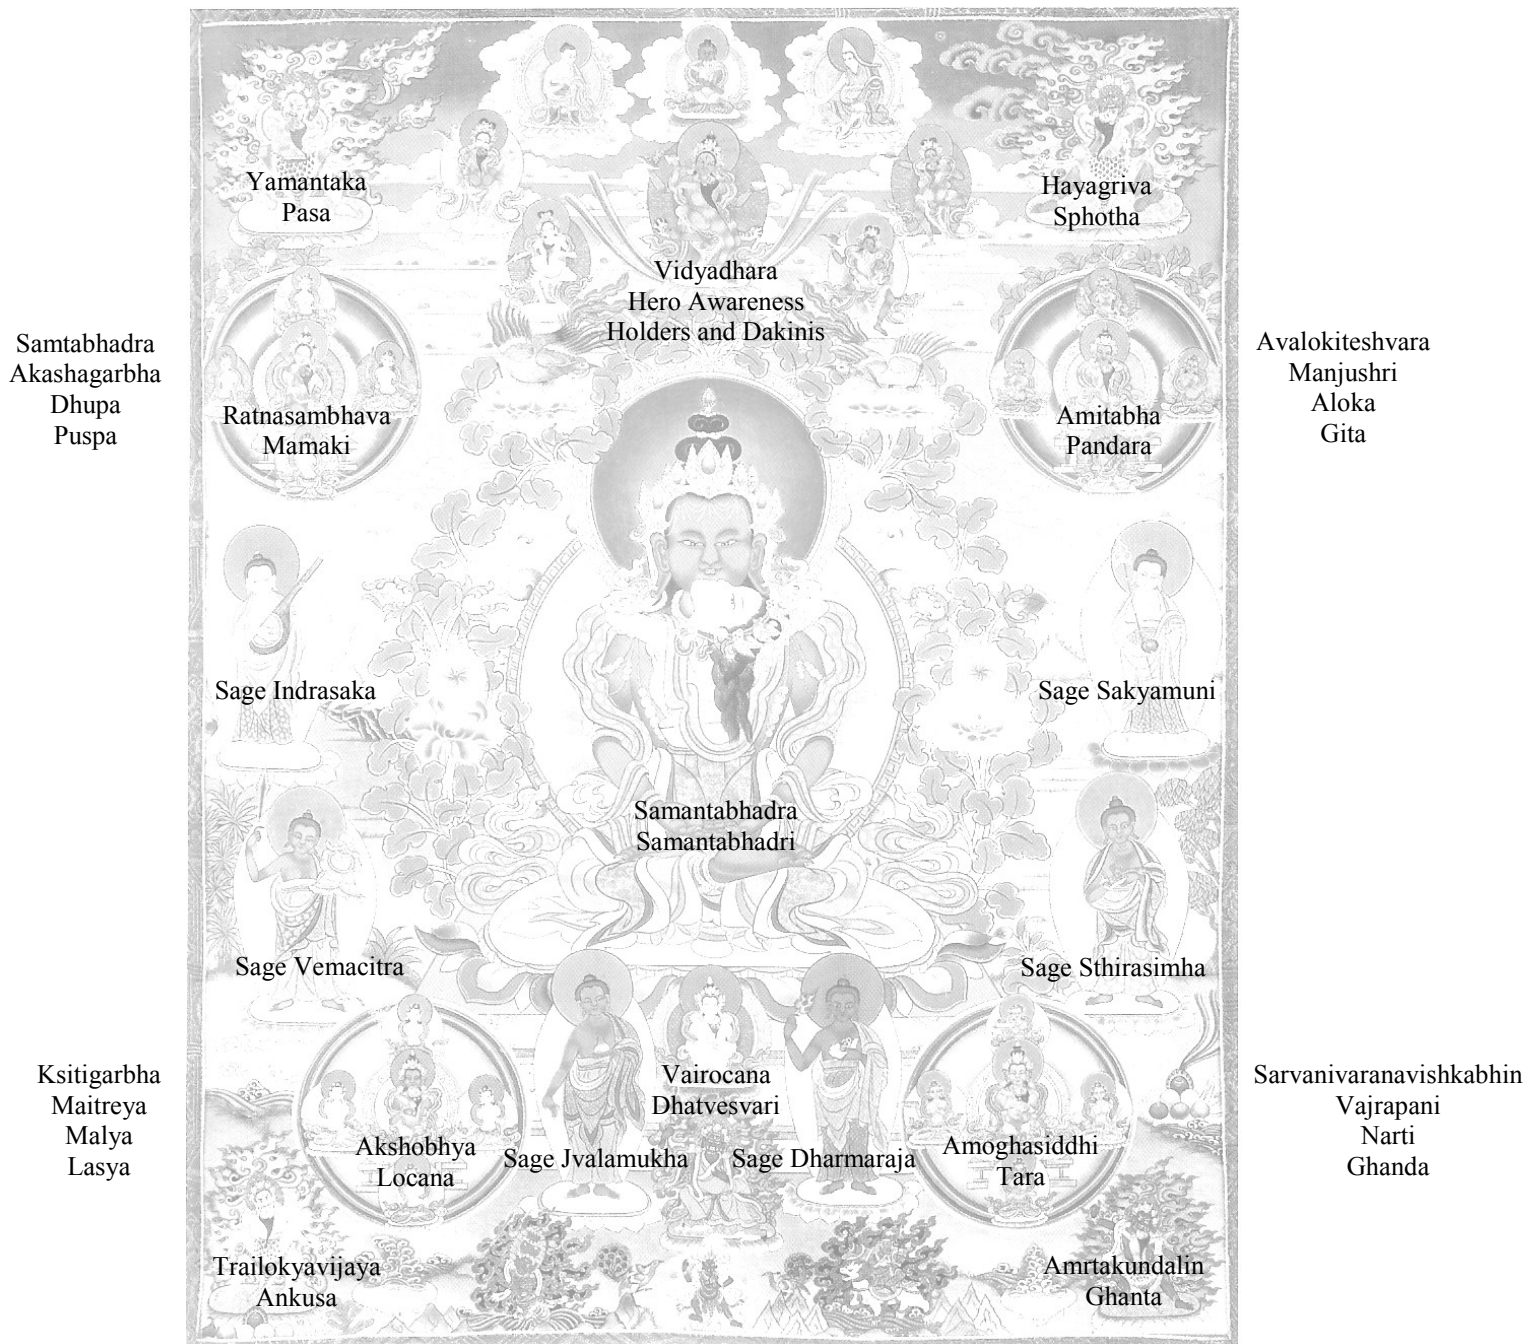 Yamantaka
Pasa
Hayagriva
Sphotha
Vidyadhara
Hero Awareness
Holders and Dakinis
Samtabhadra
Akashagarbha
Dhupa
Puspa
Ratnasambhava
Mamaki
Amitabha
Pandara
Avalokiteshvara
Manjushri
Aloka
Gita
Sage Indrasaka
Sage Sakyamuni
Samantabhadra
Samantabhadri
Sage Vemacitra
Sage Sthirasimha
Ksitigarbha
Maitreya
Malya
Lasya
Akshobhya
Locana
Sage Jvalamukha
Vairocana
Dhatvesvari
Sage Dharmaraja
Amoghasiddhi
Tara
Sarvanivaranavishkabhin
Vajrapani
Narti
Ghanda
Trailokyavijaya
Ankusa
Amrtakundalin
Ghanta